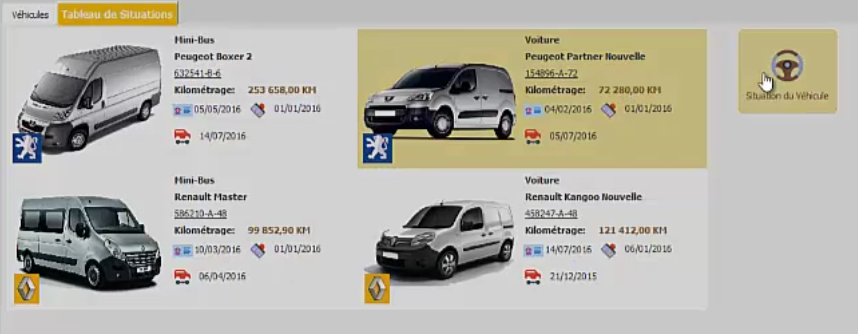 Véhicules Tableau de Situations
Mini-Bus
Peugeot Boxer 2
632541-B-6
Kilométrage: 253 658,00 KM
05/05/2016 01/01/2016
14/07/2016
Voiture
Peugeot Partner Nouvelle
154896-A-72
Kilométrage: 72 280,00 KM
04/02/2016 01/01/2016
05/07/2016
Situation du Véhicule
Mini-Bus
Renault Master
586210-A-48
Kilométrage: 99 852,90 KM
10/03/2016 01/01/2016
06/04/2016
Voiture
Renault Kangoo Nouvelle
458247-A-48
Kilométrage: 121 412,00 KM
14/07/2016 06/01/2016
21/12/2015